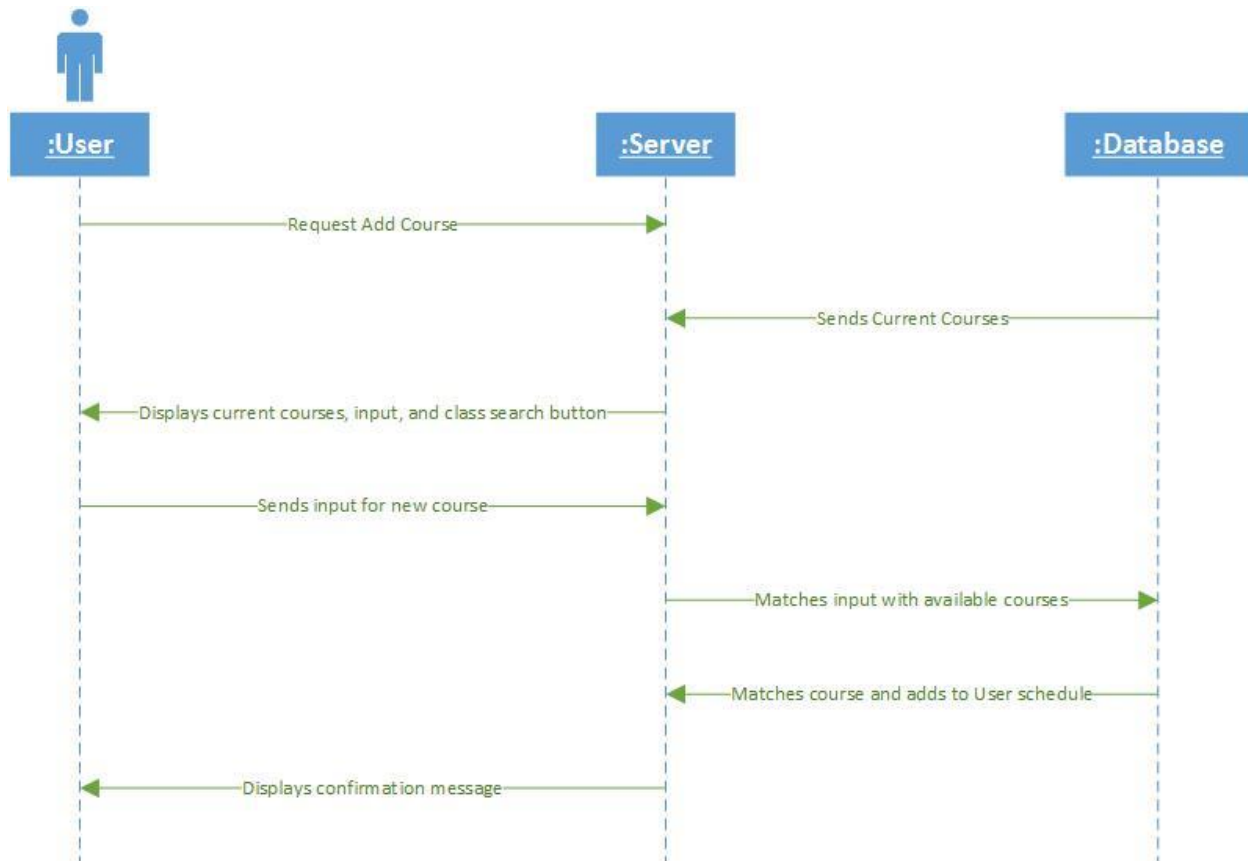 :User
:Server
:Database
Request Add Course
Sends Current Courses
Displays current courses, input, and class search button
Sends input for new course
Matches input with available courses
Matches course and adds to User schedule
Displays confirmation message